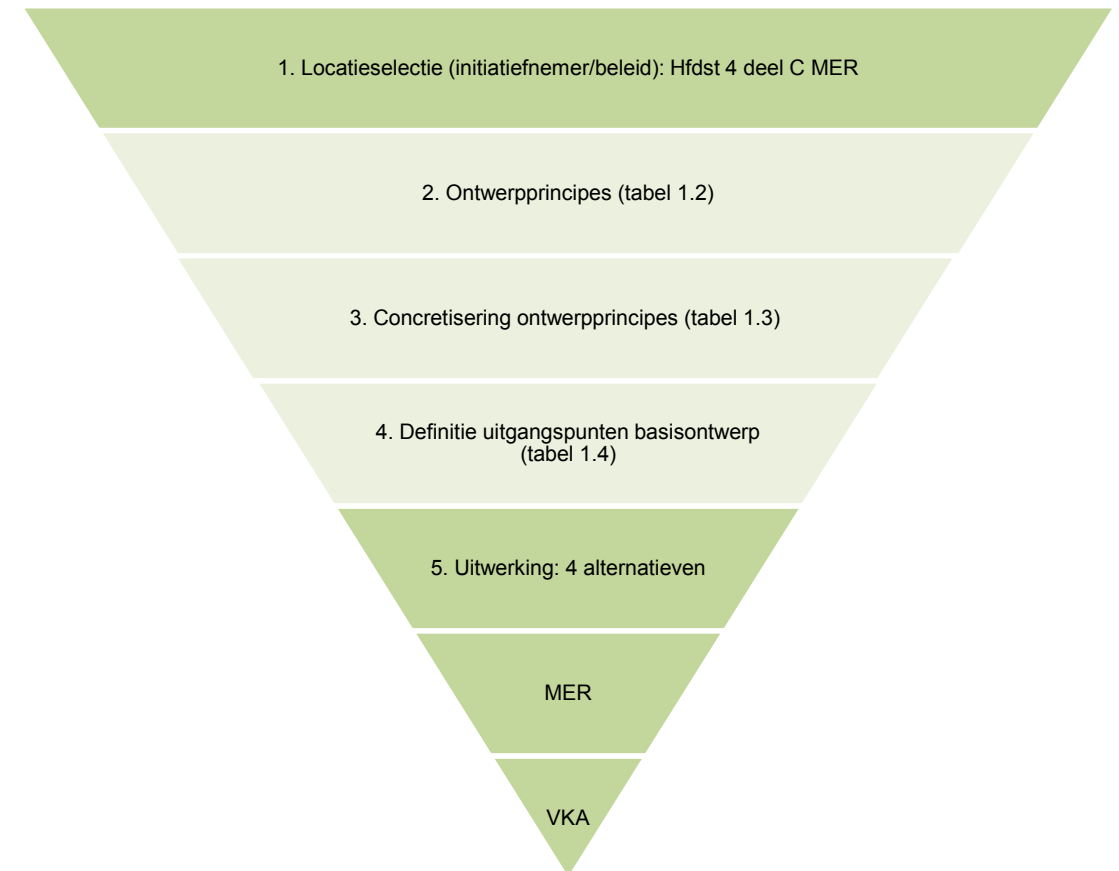 1. Locatieselectie (initiatiefnemer/beleid): Hfdst 4 deel C MER
2. Ontwerpprincipes (tabel 1.2)
3. Concretisering ontwerpprincipes (tabel 1.3)
4. Definitie uitgangspunten basisontwerp
(tabel 1.4)
5. Uitwerking: 4 alternatieven
MER
VKA